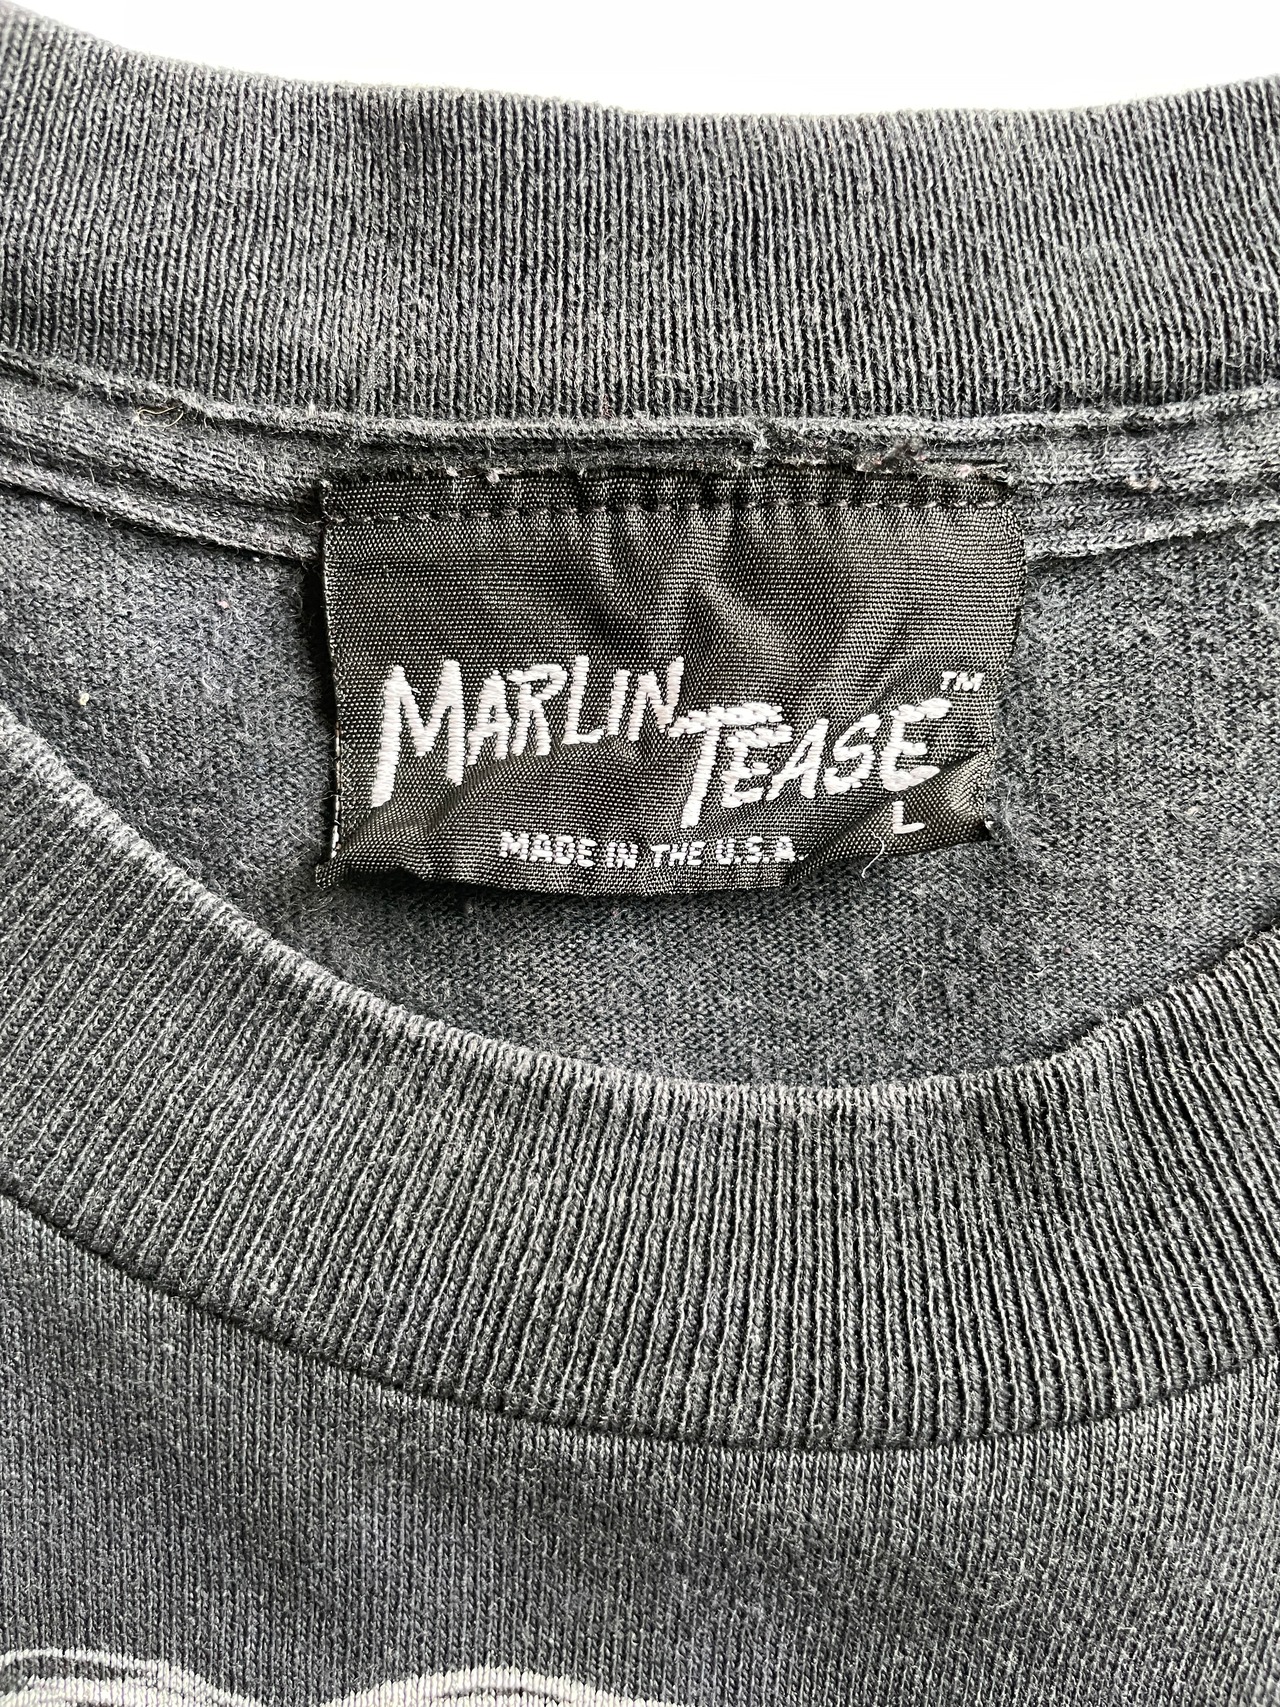 MARLIN TEASE™
L
MADE IN THE U.S.A.